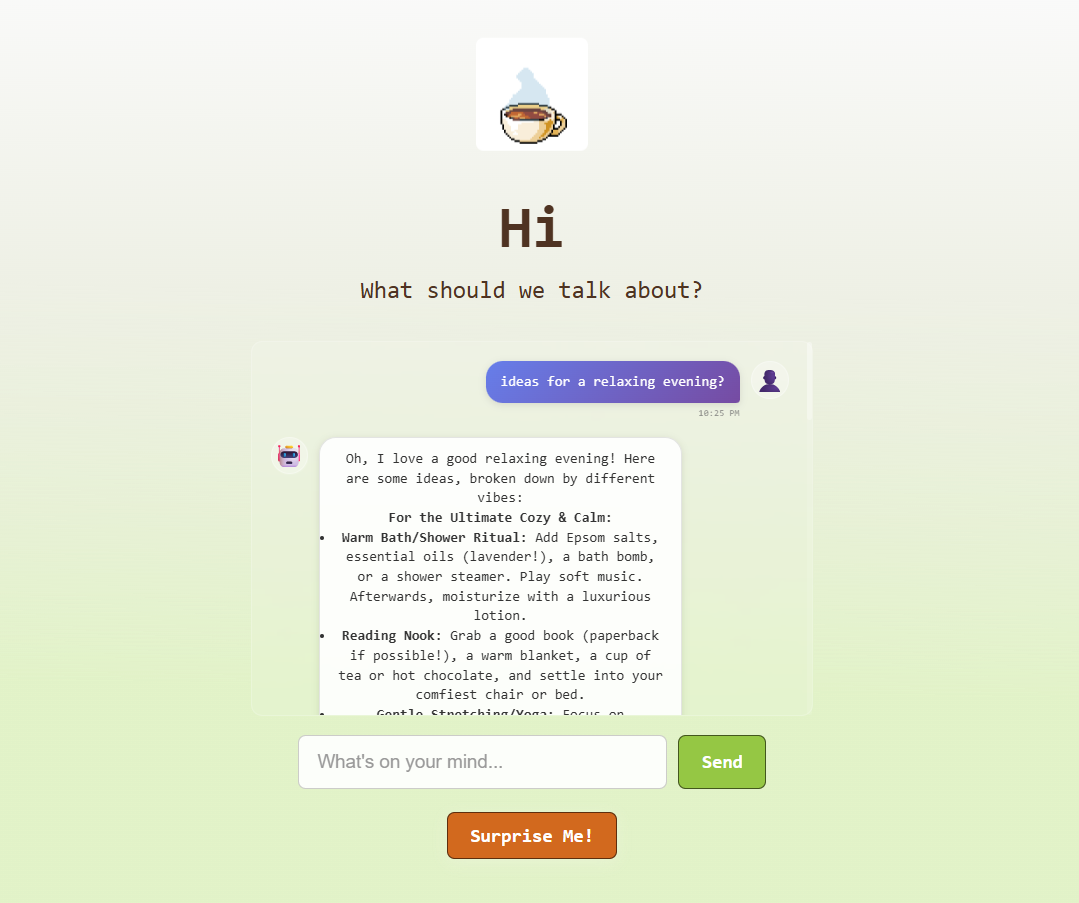 Hi
What should we talk about?
ideas for a relaxing evening?
10:25 PM
Oh, I love a good relaxing evening! Here
are some ideas, broken down by different
vibes:
For the Ultimate Cozy & Calm:
• Warm Bath/Shower Ritual: Add Epsom salts,
essential oils (lavender!), a bath bomb,
or a shower steamer. Play soft music.
Afterwards, moisturize with a luxurious
lotion.
• Reading Nook: Grab a good book (paperback
if possible!), a warm blanket, a cup of
tea or hot chocolate, and settle into your
comfiest chair or bed.
• Gentle Stretching/Yoga: Focus on
What's on your mind...
Send
Surprise Me!